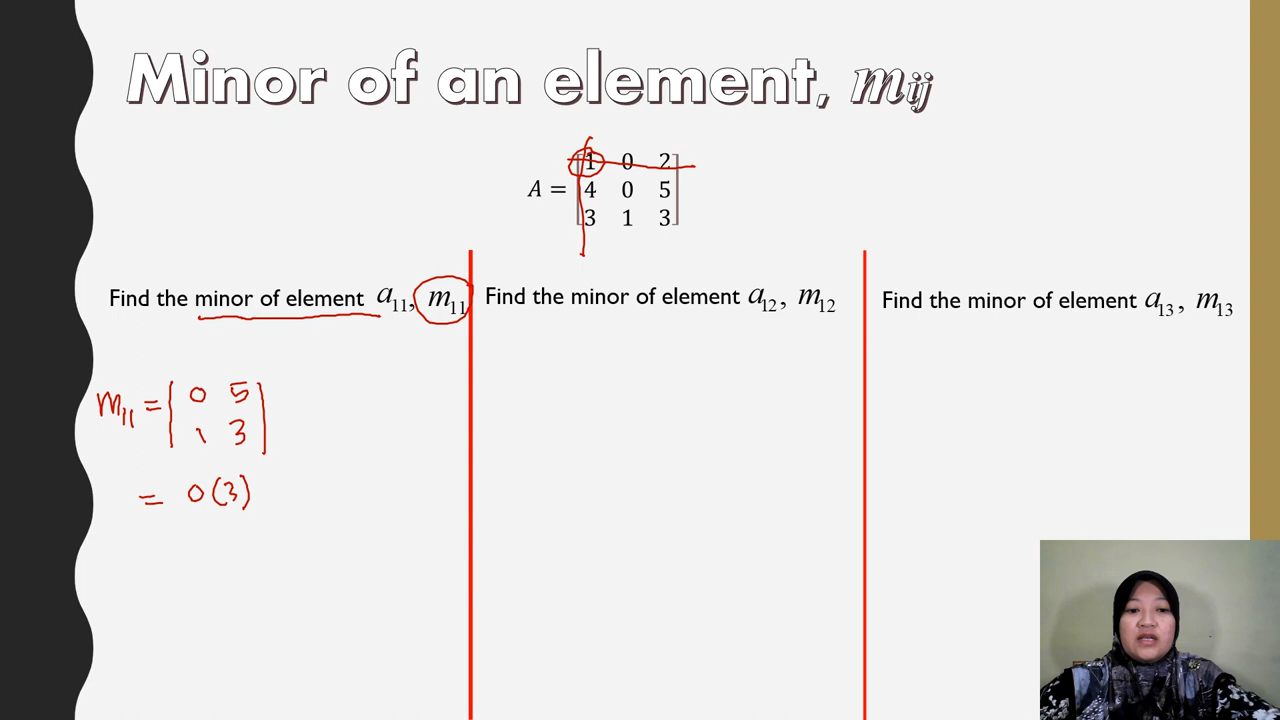 Minor of an element, mij
A = [1 0 2
4 0 5
3 1 3]
Find the minor of element a11, m11
m11 = | 0 5
1 3 |
= 0(3)
Find the minor of element a12, m12
Find the minor of element a13, m13